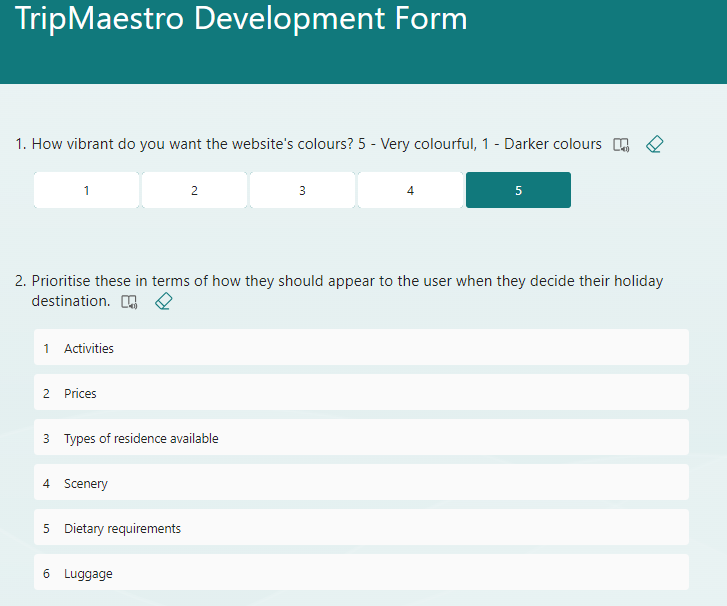 TripMaestro Development Form
1. How vibrant do you want the website's colours? 5 - Very colourful, 1 - Darker colours
1 2 3 4 5
2. Prioritise these in terms of how they should appear to the user when they decide their holiday
destination.
1 Activities
2 Prices
3 Types of residence available
4 Scenery
5 Dietary requirements
6 Luggage